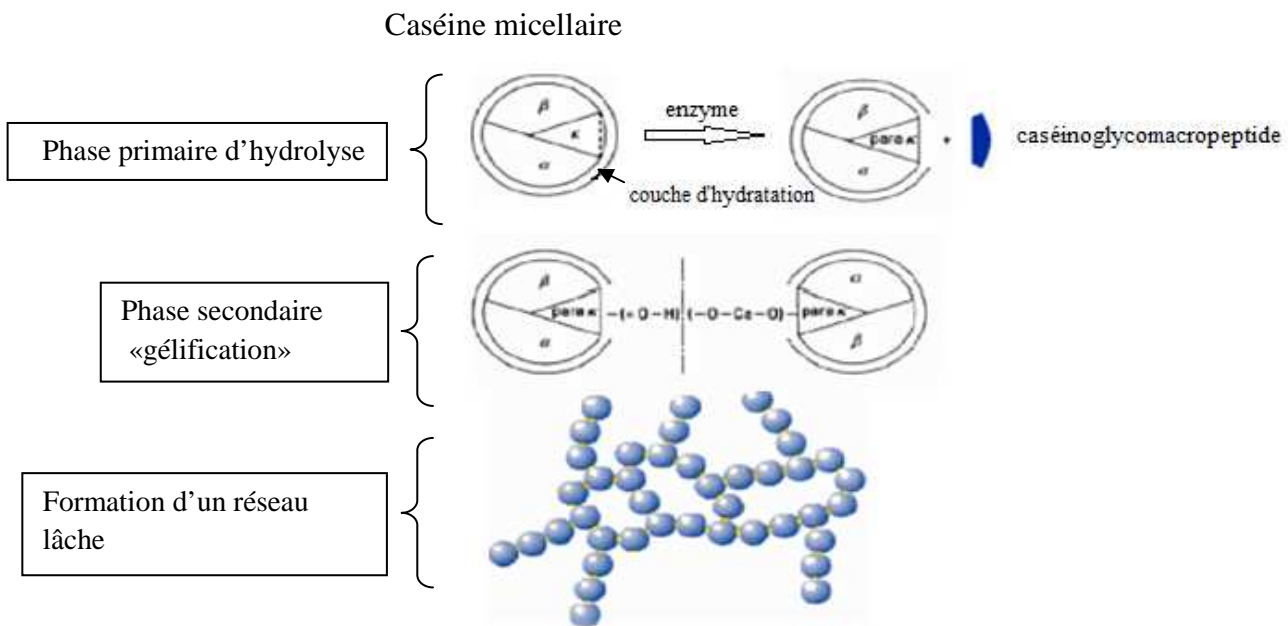 Caséine micellaire
Phase primaire d'hydrolyse
β
κ
α
enzyme
couche d'hydratation
β
para κ
α
+
caséinoglycomacropeptide
Phase secondaire
«gélification»
β
para κ
α
(-O-Ca-O)
α
para κ
β
Formation d'un réseau
lâche